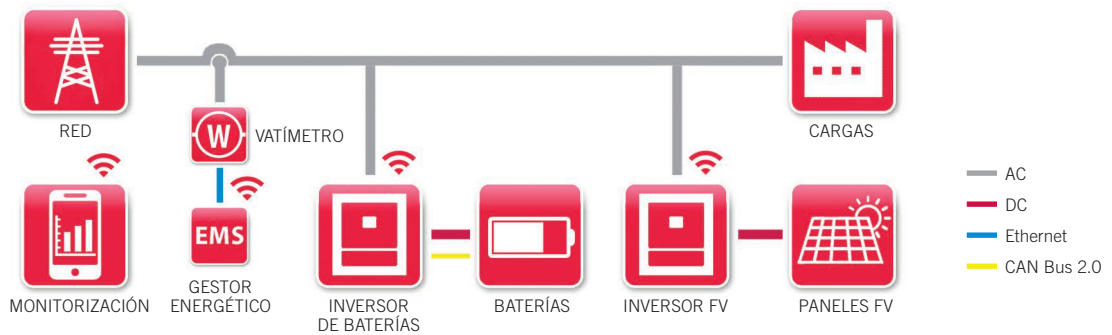 RED
W
VATÍMETRO
CARGAS
MONITORIZACIÓN
EMS
GESTOR
ENERGÉTICO
INVERSOR
DE BATERÍAS
BATERÍAS
INVERSOR FV
PANELES FV
AC
DC
Ethernet
CAN Bus 2.0